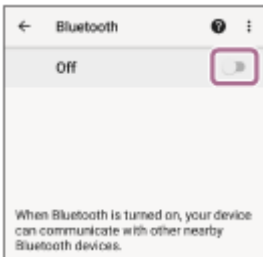 Bluetooth
Off
When Bluetooth is turned on, your device
can communicate with other nearby
Bluetooth devices.